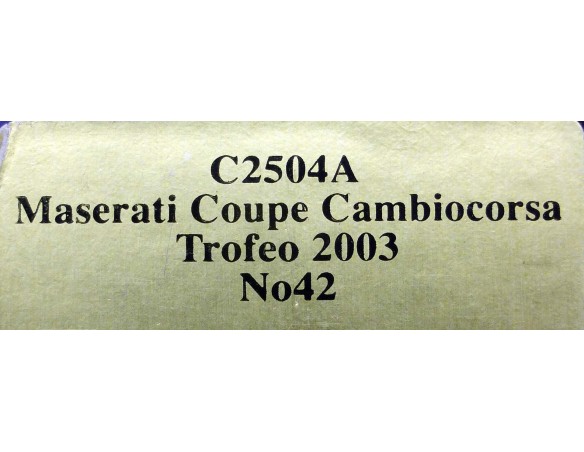 C2504A
Maserati Coupe Cambiocorsa
Trofeo 2003
No42